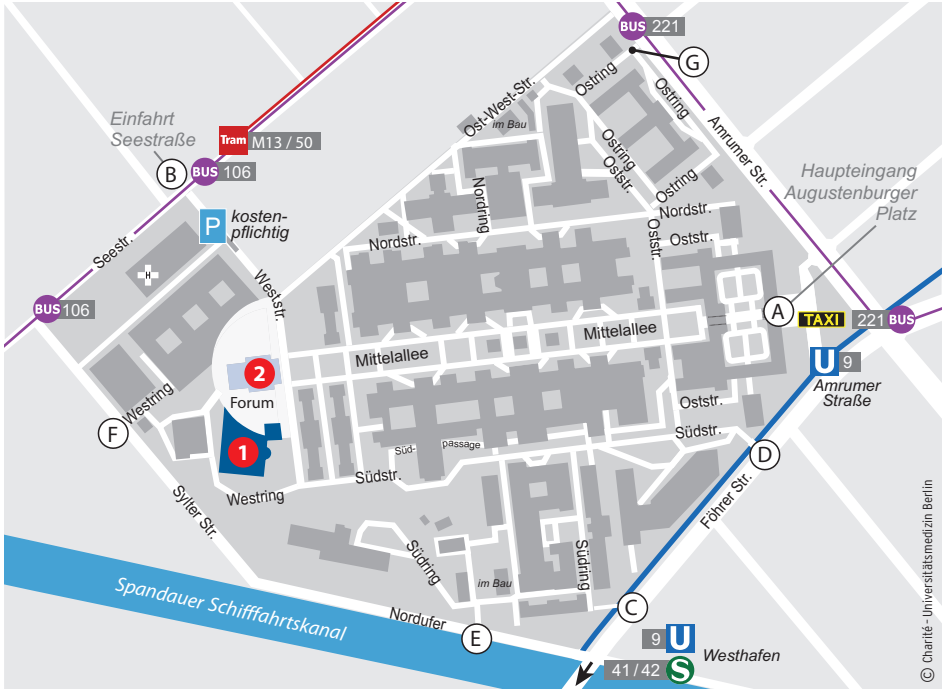 BUS 221
G
Ostring
Ostring
Ost-West-Str.
im Bau
Einfahrt
Seestraße
Tram M13 / 50
B
BUS 106
Amrumer Str.
Ostring
Oststr.
Ostring
Haupteingang
Augustenburger
Platz
P kosten-
pflichtig
Nordring
Nordstr.
Nordstr.
Oststr.
Oststr.
Seestr.
H
Weststr.
BUS 106
A
TAXI
221 BUS
Mittelallee
Mittelallee
U 9
Amrumer
Straße
2
Forum
Westring
F
1
Oststr.
Südstr.
Süd-
passage
D
Südstr.
Westring
Sylter Str.
Föhrer Str.
Südring
Südring
im Bau
Spandauer Schifffahrtskanal
Nordufer
E
C
9 U
Westhafen
41 / 42 S
© Charité - Universitätsmedizin Berlin